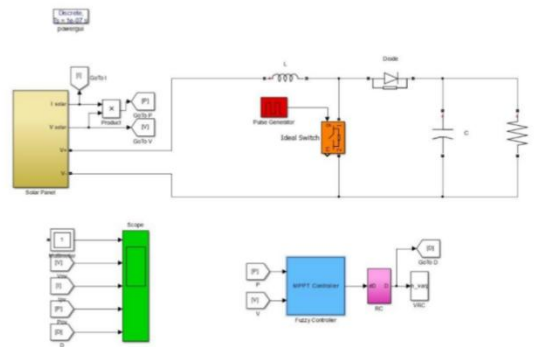 Discrete,
powergui
[I]
GoTo I
I solar
V solar
V+
V-
Solar Panel
×
Product
[P]
GoTo P
[V]
GoTo V
L
Pulse Generator
Ideal Switch
Diode
C
Scope
Multimeter
[V]
[I]
[P]
[D]
D
[P]
P
[V]
V
MPPT Controller
Fuzzy Controller
D
RC
[D]
GoTo D
VRC